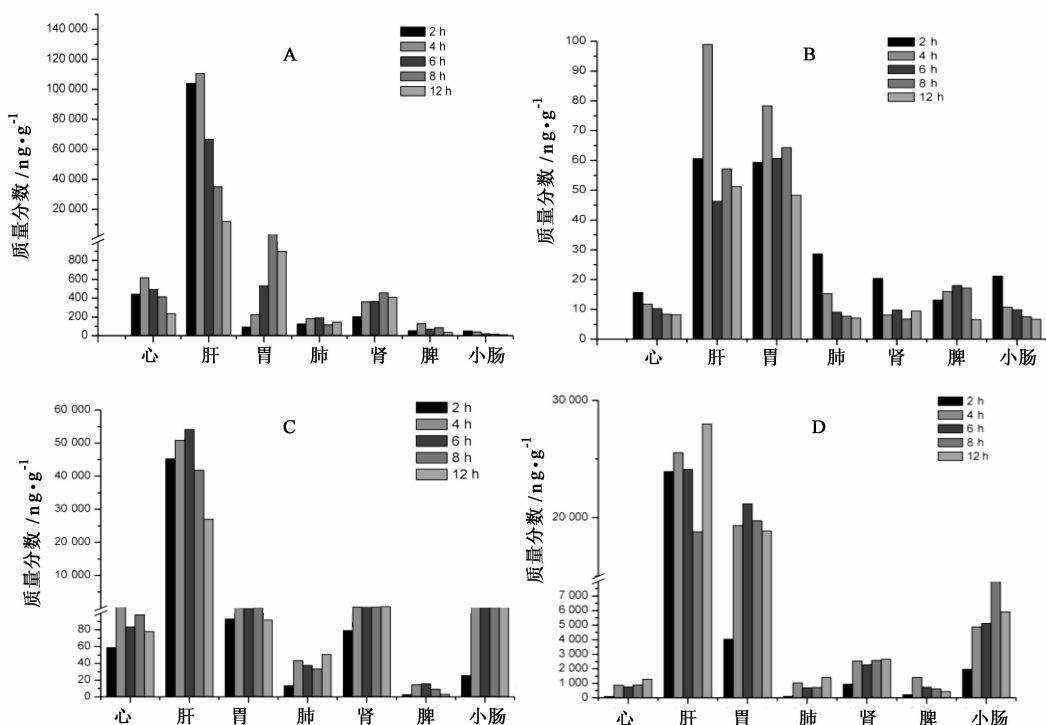 A
2 h
4 h
6 h
8 h
12 h
质量分数/ng•g⁻¹
140 000
120 000
100 000
80 000
60 000
40 000
20 000
800
600
400
200
0
心 肝 胃 肺 肾 脾 小肠
B
2 h
4 h
6 h
8 h
12 h
质量分数/ng•g⁻¹
100
90
80
70
60
50
40
30
20
10
0
心 肝 胃 肺 肾 脾 小肠
C
2 h
4 h
6 h
8 h
12 h
质量分数/ng•g⁻¹
60 000
50 000
40 000
30 000
20 000
10 000
80
60
40
20
0
心 肝 胃 肺 肾 脾 小肠
D
2 h
4 h
6 h
8 h
12 h
质量分数/ng•g⁻¹
30 000
20 000
7 000
6 000
5 000
4 000
3 000
2 000
1 000
0
心 肝 胃 肺 肾 脾 小肠